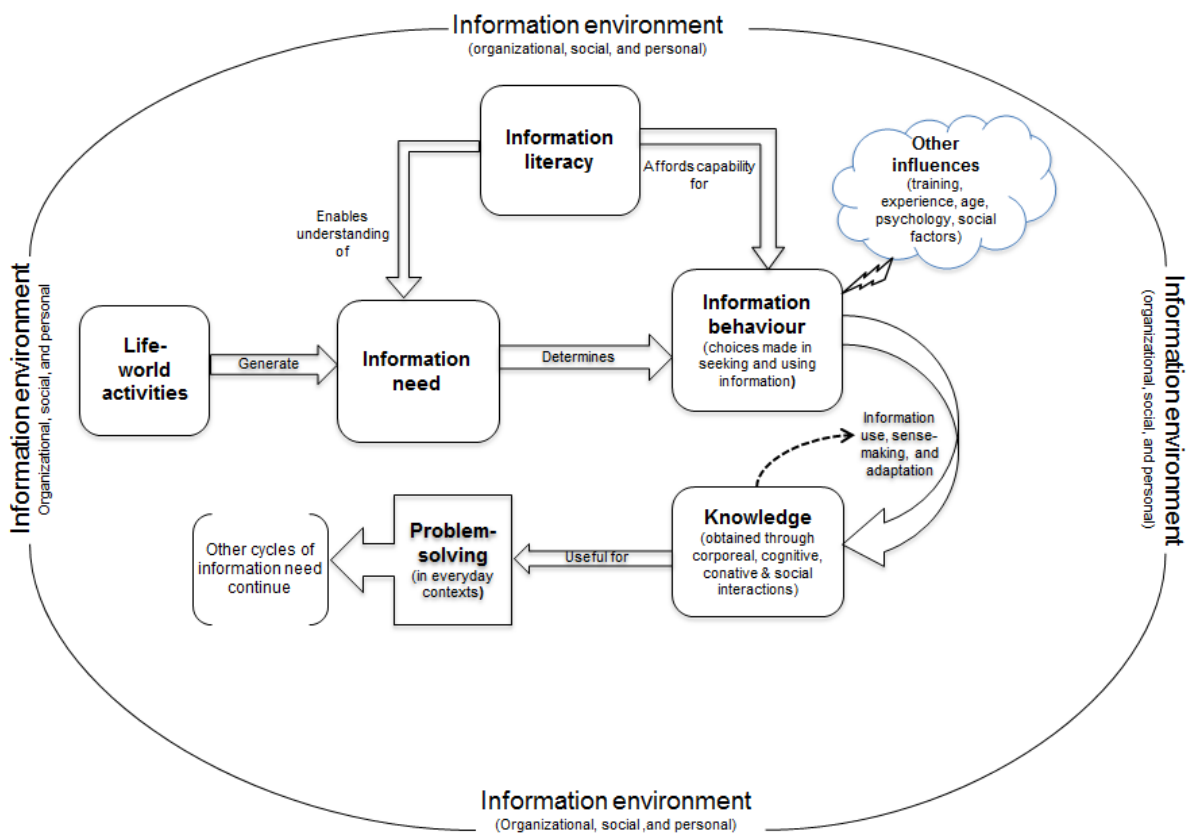 Information environment
(organizational, social, and personal)
Information
literacy
Other
influences
(training,
experience, age,
psychology, social
factors)
Affords capability
for
Enables
understanding
of
Information environment
Organizational, social, and personal
Information environment
(organizational, social, and personal)
Life-
world
activities
Generate
Information
need
Determines
Information
behaviour
(choices made in
seeking and using
information)
Information
use, sense-
making, and
adaptation
Knowledge
(obtained through
corporeal, cognitive,
conative & social
interactions)
Useful for
Problem-
solving
(in everyday
contexts)
Other cycles of
information need
continue
Information environment
(Organizational, social ,and personal)